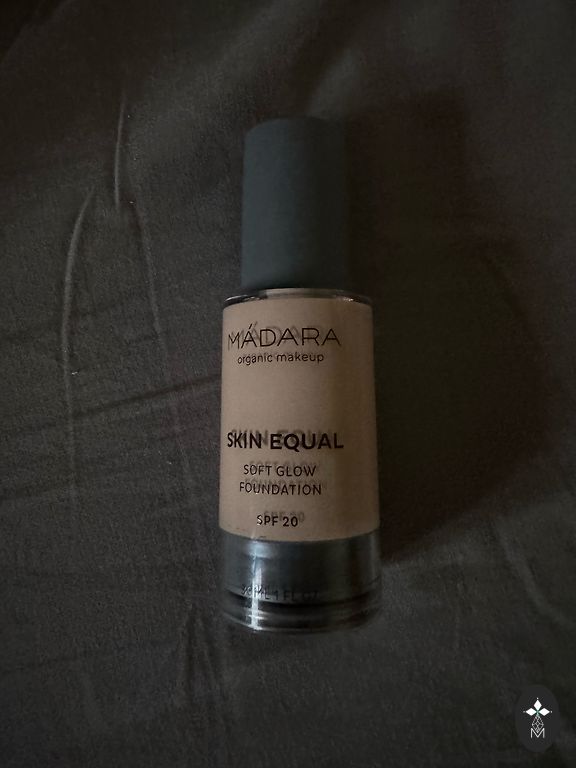 MÁDARA
organic makeup
SKIN EQUAL
SOFT GLOW
FOUNDATION
SPF 20